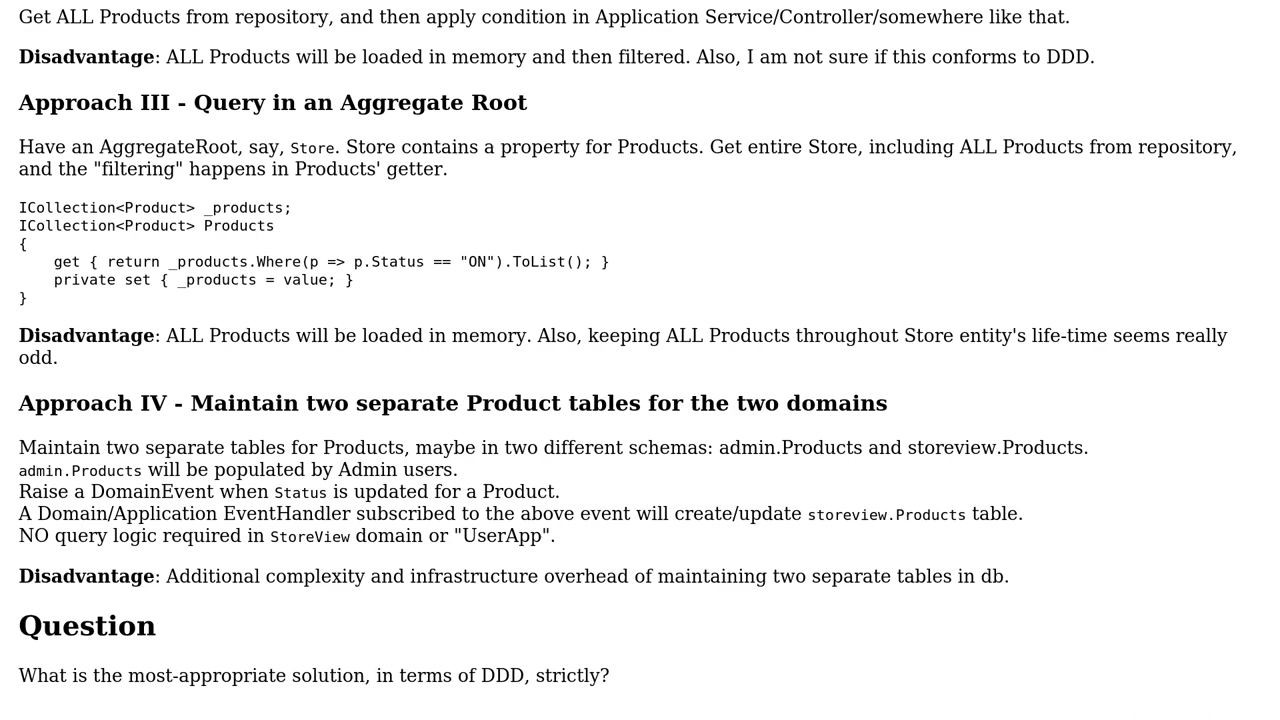 Get ALL Products from repository, and then apply condition in Application Service/Controller/somewhere like that.
Disadvantage: ALL Products will be loaded in memory and then filtered. Also, I am not sure if this conforms to DDD.
Approach III - Query in an Aggregate Root
Have an AggregateRoot, say, Store. Store contains a property for Products. Get entire Store, including ALL Products from repository,
and the "filtering" happens in Products' getter.
ICollection<Product> _products;
ICollection<Product> Products
{
    get { return _products.Where(p => p.Status == "ON").ToList(); }
    private set { _products = value; }
}
Disadvantage: ALL Products will be loaded in memory. Also, keeping ALL Products throughout Store entity's life-time seems really
odd.
Approach IV - Maintain two separate Product tables for the two domains
Maintain two separate tables for Products, maybe in two different schemas: admin.Products and storeview.Products.
admin.Products will be populated by Admin users.
Raise a DomainEvent when Status is updated for a Product.
A Domain/Application EventHandler subscribed to the above event will create/update storeview.Products table.
NO query logic required in StoreView domain or "UserApp".
Disadvantage: Additional complexity and infrastructure overhead of maintaining two separate tables in db.
Question
What is the most-appropriate solution, in terms of DDD, strictly?